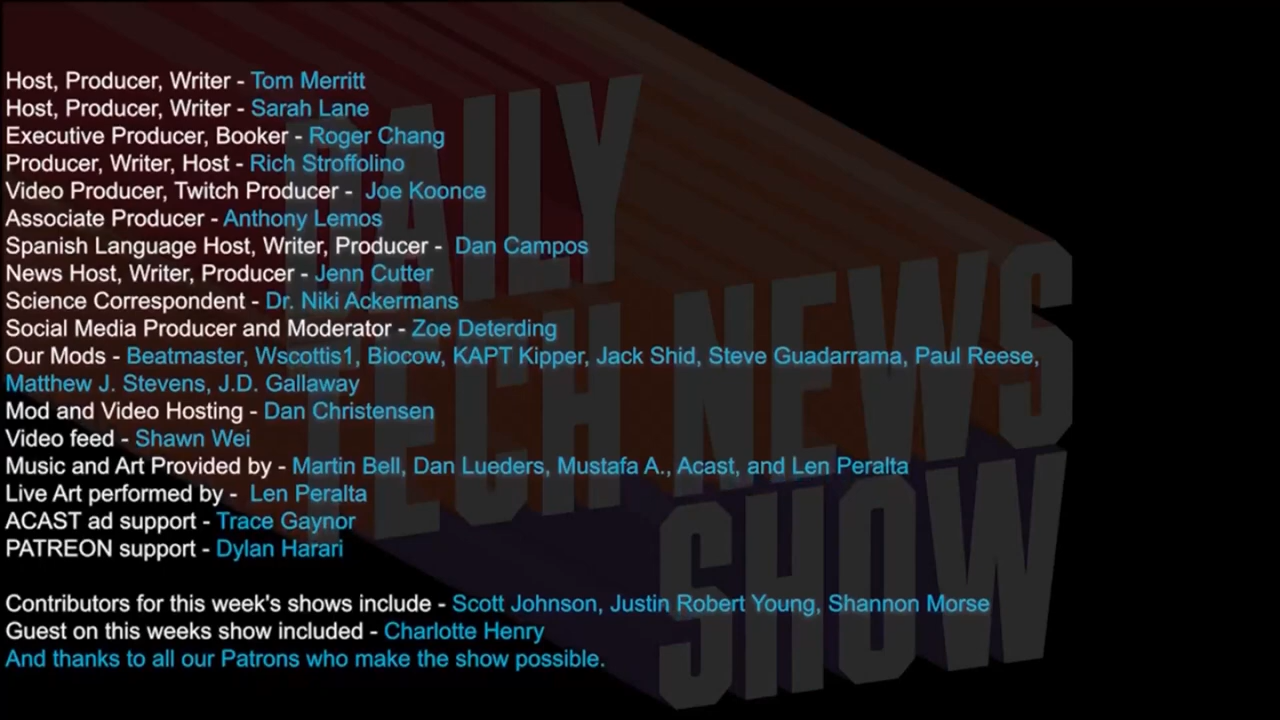 Host, Producer, Writer - Tom Merritt
Host, Producer, Writer - Sarah Lane
Executive Producer, Booker - Roger Chang
Producer, Writer, Host - Rich Stroffolino
Video Producer, Twitch Producer -  Joe Koonce
Associate Producer - Anthony Lemos
Spanish Language Host, Writer, Producer -  Dan Campos
News Host, Writer, Producer - Jenn Cutter
Science Correspondent - Dr. Niki Ackermans
Social Media Producer and Moderator - Zoe Deterding
Our Mods - Beatmaster, Wscottis1, Biocow, KAPT Kipper, Jack Shid, Steve Guadarrama, Paul Reese,
Matthew J. Stevens, J.D. Gallaway
Mod and Video Hosting - Dan Christensen
Video feed - Shawn Wei
Music and Art Provided by - Martin Bell, Dan Lueders, Mustafa A., Acast, and Len Peralta
Live Art performed by -  Len Peralta
ACAST ad support - Trace Gaynor
PATREON support - Dylan Harari
Contributors for this week's shows include - Scott Johnson, Justin Robert Young, Shannon Morse
Guest on this weeks show included - Charlotte Henry
And thanks to all our Patrons who make the show possible.
DAILY
TECH NEWS
SHOW